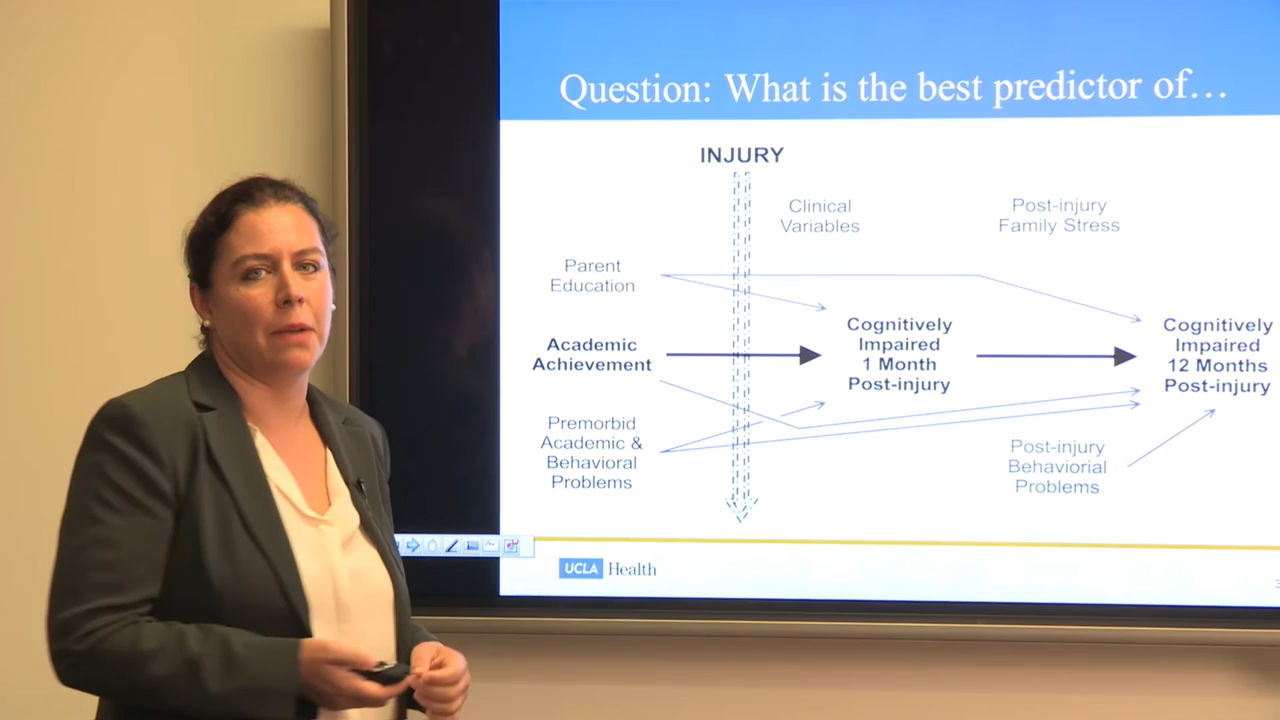 Question: What is the best predictor of…
INJURY
Clinical
Variables
Post-injury
Family Stress
Parent
Education
Academic
Achievement
Cognitively
Impaired
1 Month
Post-injury
Cognitively
Impaired
12 Months
Post-injury
Premorbid
Academic &
Behavioral
Problems
Post-injury
Behaviorial
Problems
UCLA Health